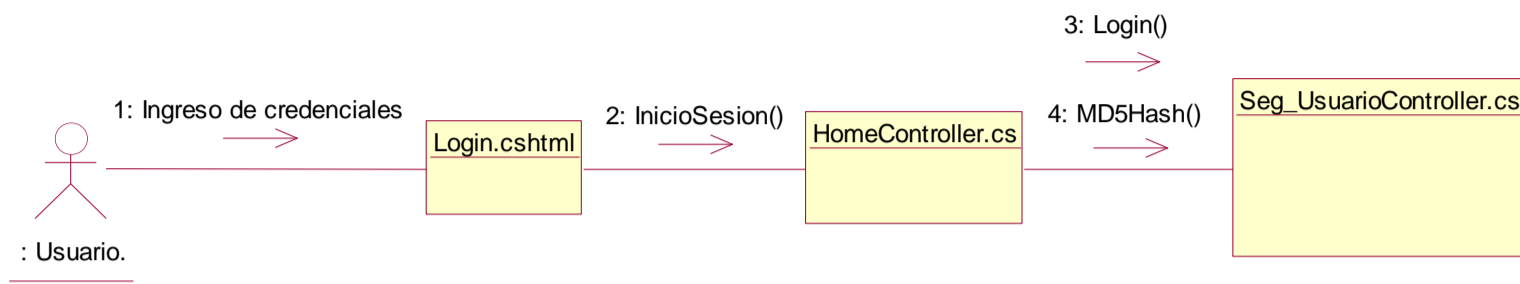 1: Ingreso de credenciales
: Usuario.
Login.cshtml
2: InicioSesion()
HomeController.cs
3: Login()
4: MD5Hash()
Seg_UsuarioController.cs